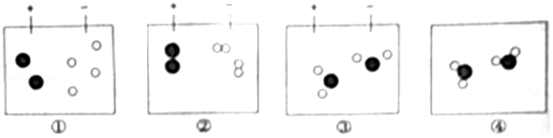 + - + - + -
① ② ③ ④